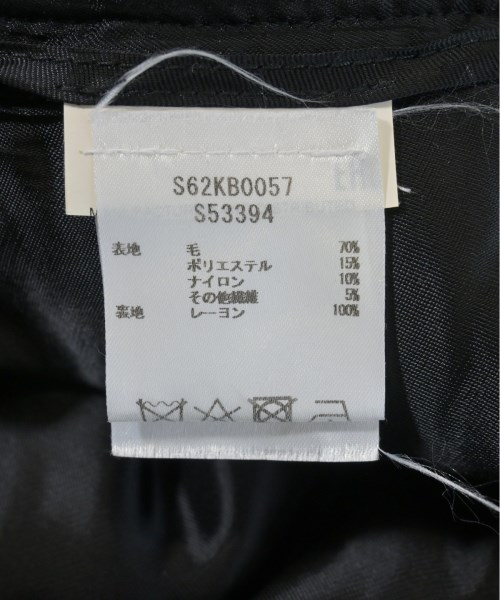 S62KB0057
S53394
表地 毛 70%
ポリエステル 15%
ナイロン 10%
その他繊維 5%
裏地 レーヨン 100%